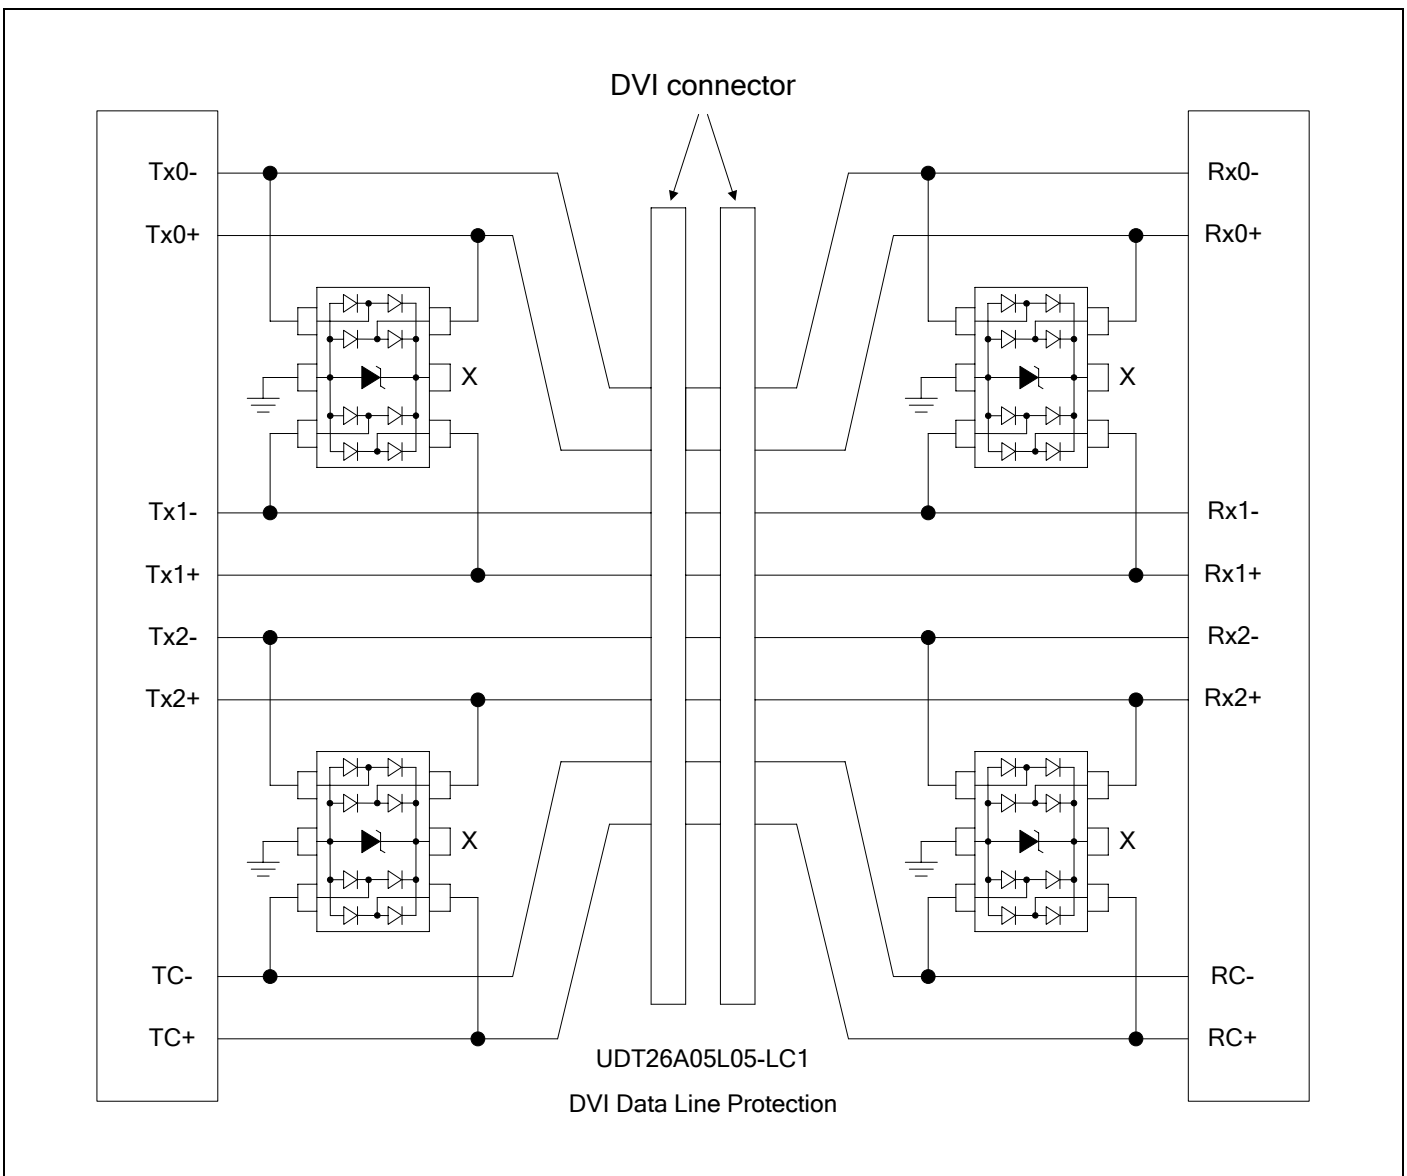 DVI connector
Tx0-
Rx0-
Tx0+
Rx0+
X
X
Tx1-
Rx1-
Tx1+
Rx1+
Tx2-
Rx2-
Tx2+
Rx2+
X
X
TC-
RC-
TC+
RC+
UDT26A05L05-LC1
DVI Data Line Protection